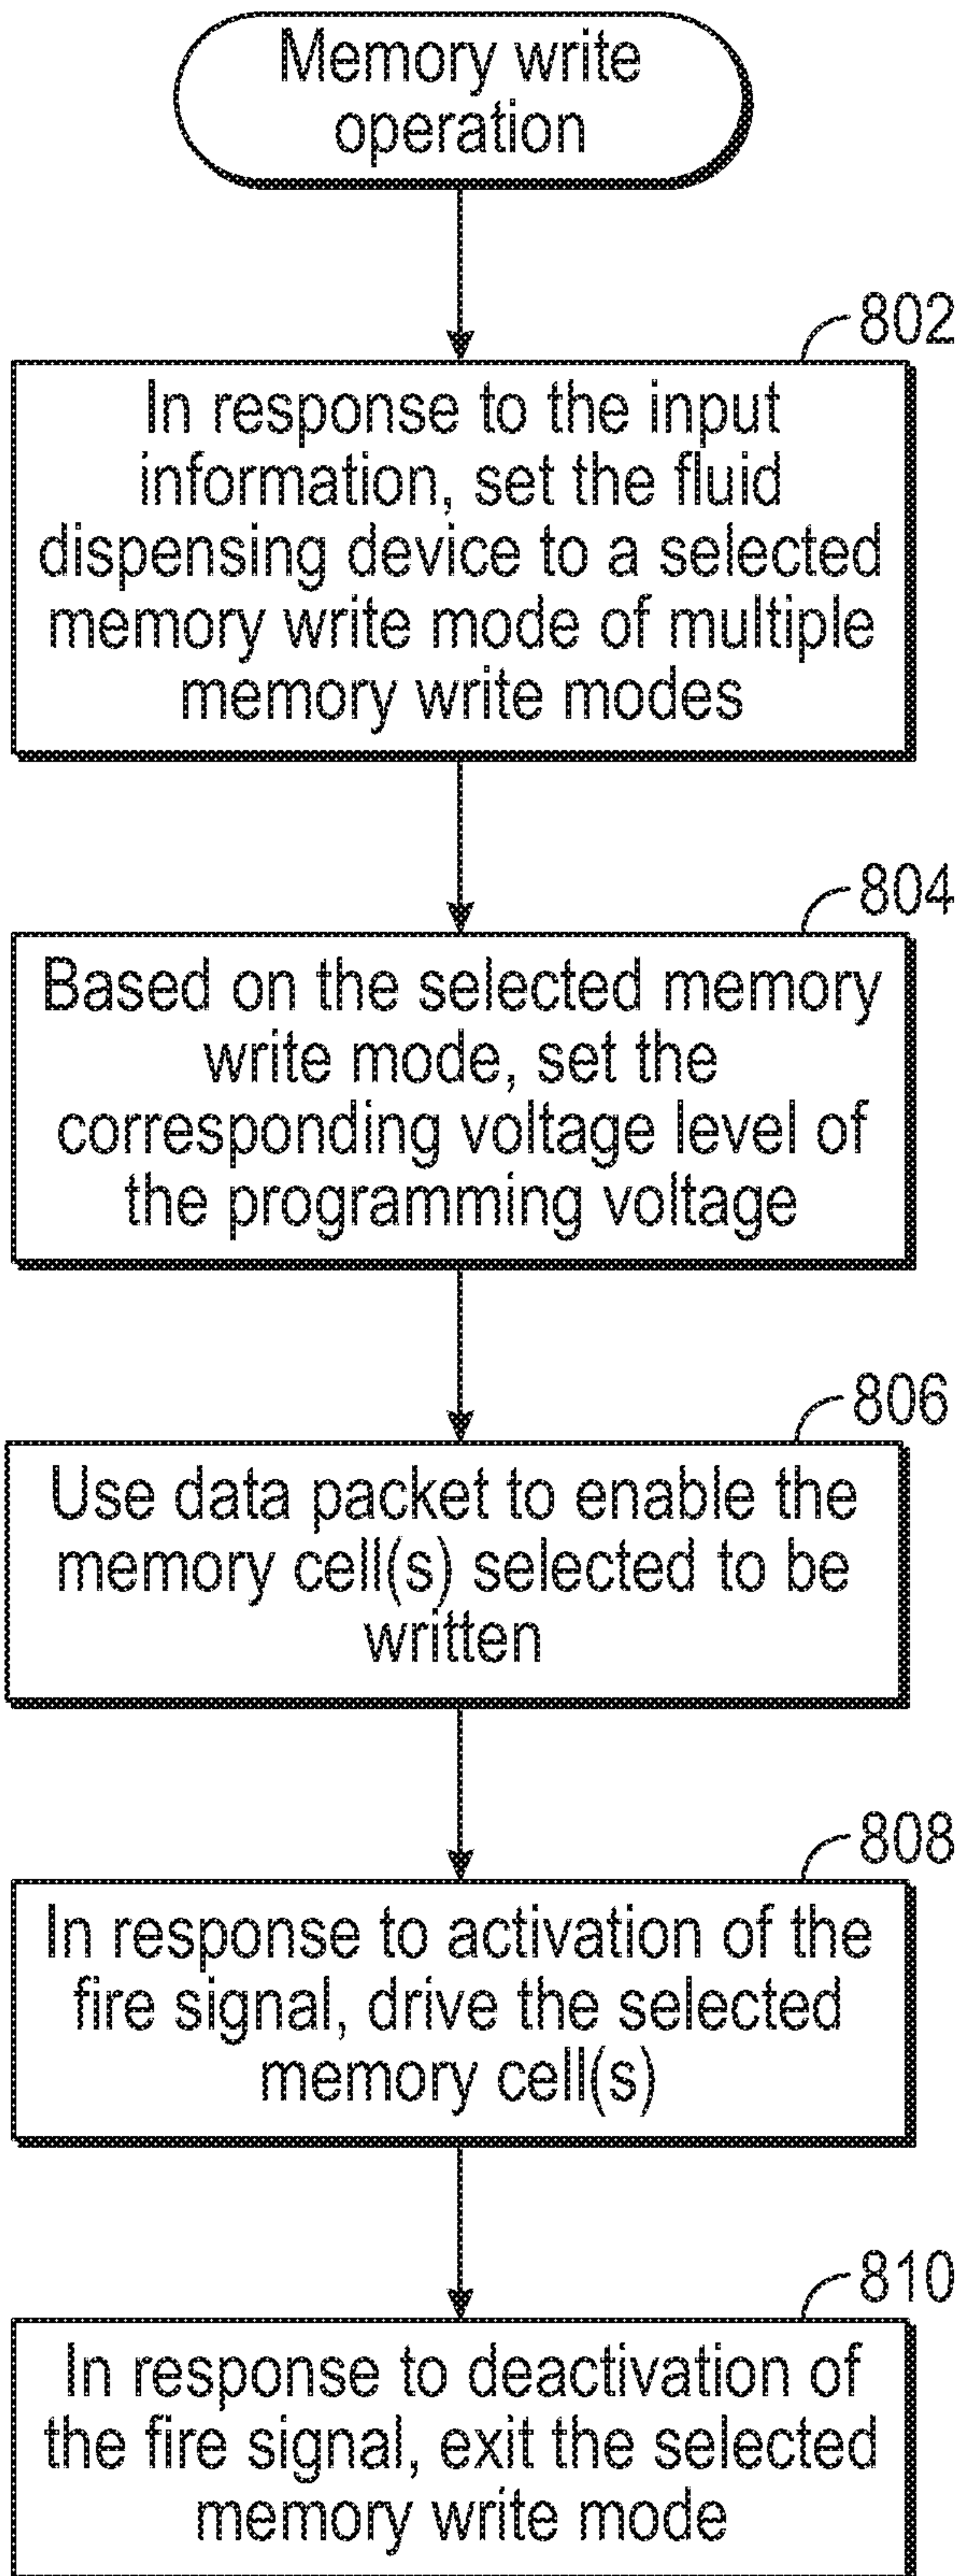 Memory write
operation
802
In response to the input
information, set the fluid
dispensing device to a selected
memory write mode of multiple
memory write modes
804
Based on the selected memory
write mode, set the
corresponding voltage level of
the programming voltage
806
Use data packet to enable the
memory cell(s) selected to be
written
808
In response to activation of the
fire signal, drive the selected
memory cell(s)
810
In response to deactivation of
the fire signal, exit the selected
memory write mode